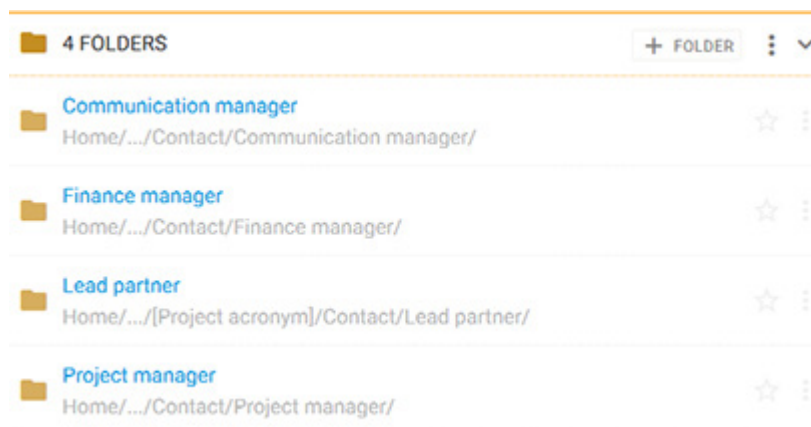 4 FOLDERS
+ FOLDER
Communication manager
Home/.../Contact/Communication manager/
Finance manager
Home/.../Contact/Finance manager/
Lead partner
Home/.../[Project acronym]/Contact/Lead partner/
Project manager
Home/.../Contact/Project manager/